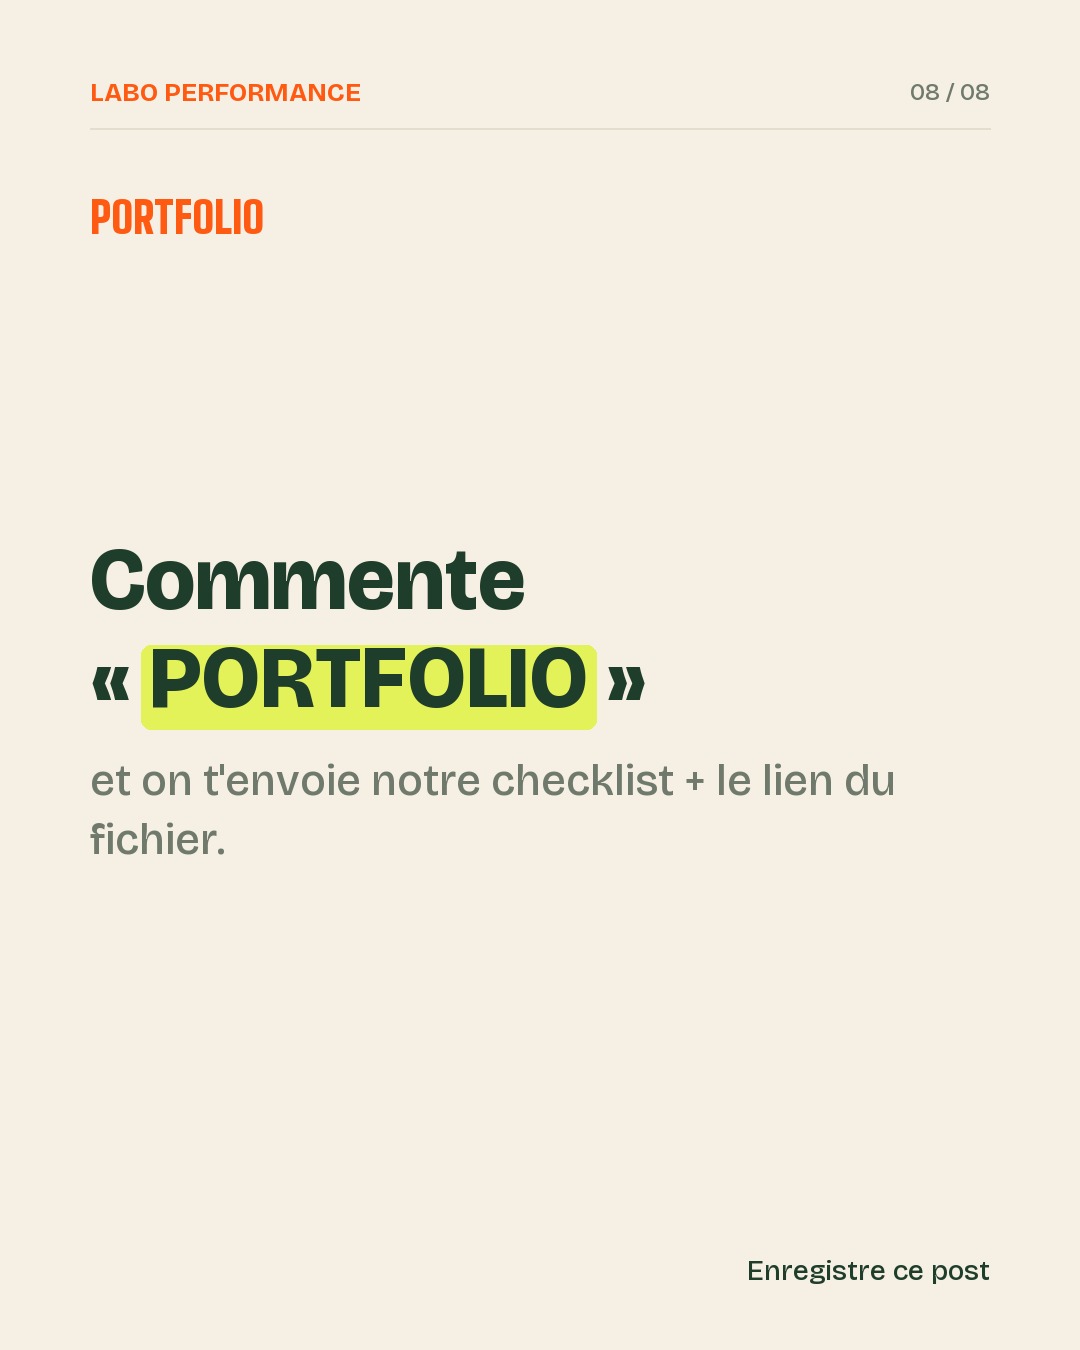 LABO PERFORMANCE
08 / 08
PORTFOLIO
Commente
« PORTFOLIO »
et on t'envoie notre checklist + le lien du
fichier.
Enregistre ce post